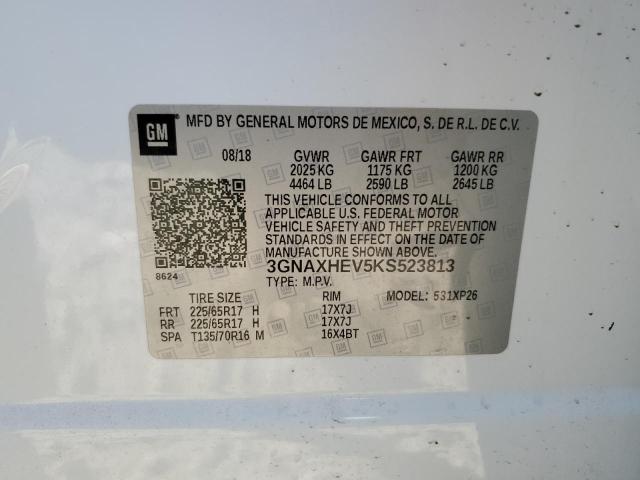 GM MFD BY GENERAL MOTORS DE MEXICO, S. DE R.L. DE C.V.
08/18 GVWR GAWR FRT GAWR RR
2025 KG 1175 KG 1200 KG
4464 LB 2590 LB 2645 LB
THIS VEHICLE CONFORMS TO ALL
APPLICABLE U.S. FEDERAL MOTOR
VEHICLE SAFETY AND THEFT PREVENTION
STANDARDS IN EFFECT ON THE DATE OF
MANUFACTURE SHOWN ABOVE.
8624 3GNAXHEV5KS523813
TYPE: M.P.V.
TIRE SIZE RIM MODEL: 531XP26
FRT 225/65R17 H 17X7J
RR 225/65R17 H 17X7J
SPA T135/70R16 M 16X4BT